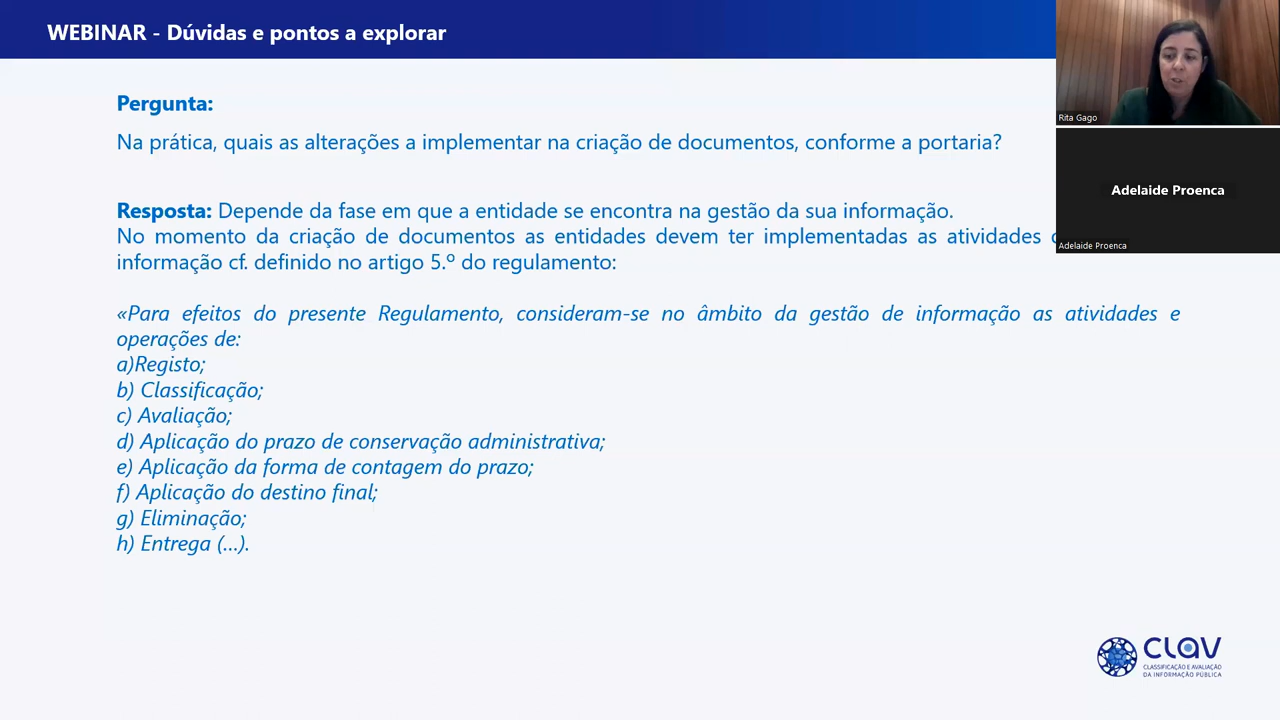 WEBINAR - Dúvidas e pontos a explorar
Pergunta:
Na prática, quais as alterações a implementar na criação de documentos, conforme a portaria?
Resposta: Depende da fase em que a entidade se encontra na gestão da sua informação.
No momento da criação de documentos as entidades devem ter implementadas as atividades
informação cf. definido no artigo 5.º do regulamento:
«Para efeitos do presente Regulamento, consideram-se no âmbito da gestão de informação as atividades e
operações de:
a)Registo;
b) Classificação;
c) Avaliação;
d) Aplicação do prazo de conservação administrativa;
e) Aplicação da forma de contagem do prazo;
f) Aplicação do destino final;
g) Eliminação;
h) Entrega (...).
Rita Gago
Adelaide Proenca
Adelaide Proenca
CLAV
CLASSIFICAÇÃO E AVALIAÇÃO
DA INFORMAÇÃO PÚBLICA